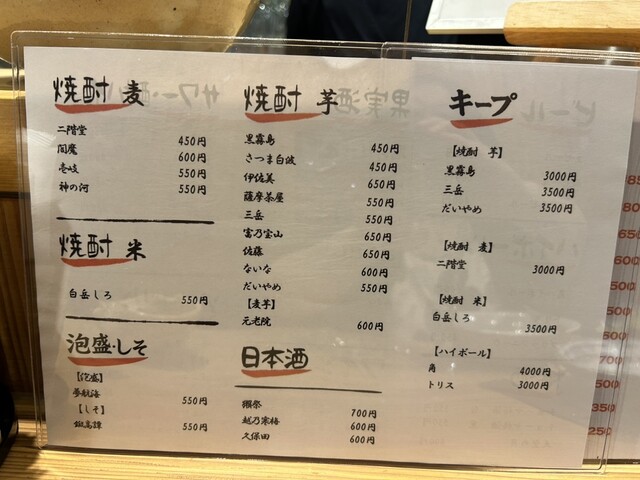 焼酎 麦
二階堂 450円
閻魔 600円
壱岐 550円
神の河 550円
焼酎 米
白岳しろ 550円
泡盛・しそ
【泡盛】
夢航海 550円
【しそ】
鍛高譚 550円
焼酎 芋
黒霧島 450円
さつま白波 450円
伊佐美 650円
薩摩茶屋 550円
三岳 550円
富乃宝山 650円
佐藤 650円
ないな 600円
だいやめ 550円
【麦芋】
元老院 600円
日本酒
獺祭 700円
越乃寒梅 600円
久保田 600円
キープ
【焼酎 芋】
黒霧島 3000円
三岳 3500円
だいやめ 3500円
【焼酎 麦】
二階堂 3000円
【焼酎 米】
白岳しろ 3500円
【ハイボール】
角 4000円
トリス 3000円